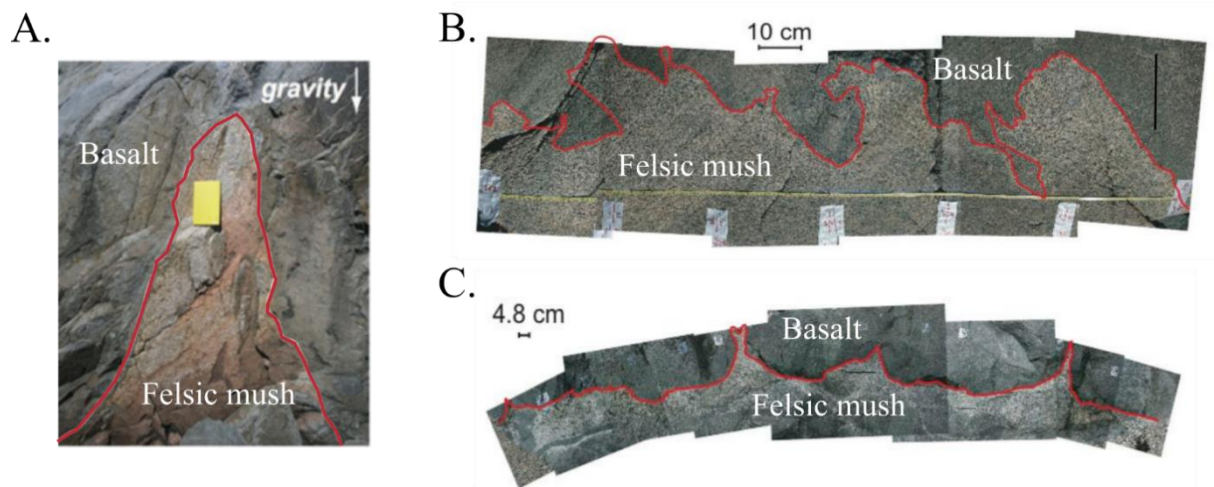 A.
gravity
Basalt
Felsic mush
B.
10 cm
Basalt
Felsic mush
C.
4.8 cm
Basalt
Felsic mush